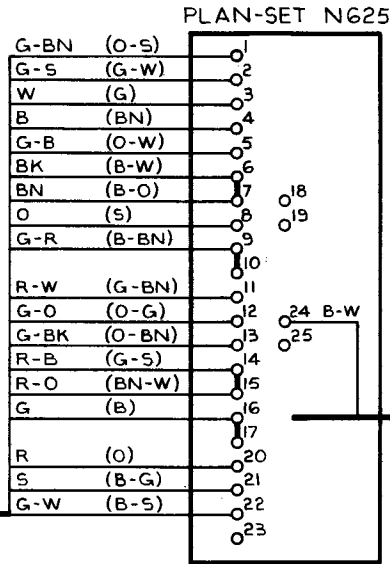 PLAN-SET N625
G-BN (O-S) 1
G-S (G-W) 2
W (G) 3
B (BN) 4
G-B (O-W) 5
BK (B-W) 6
BN (B-O) 7 18
O (S) 8 19
G-R (B-BN) 9
10
R-W (G-BN) 11
G-O (O-G) 12 24 B-W
G-BK (O-BN) 13 25
R-B (G-S) 14
R-O (BN-W) 15
G (B) 16
17
R (O) 20
S (B-G) 21
G-W (B-S) 22
23